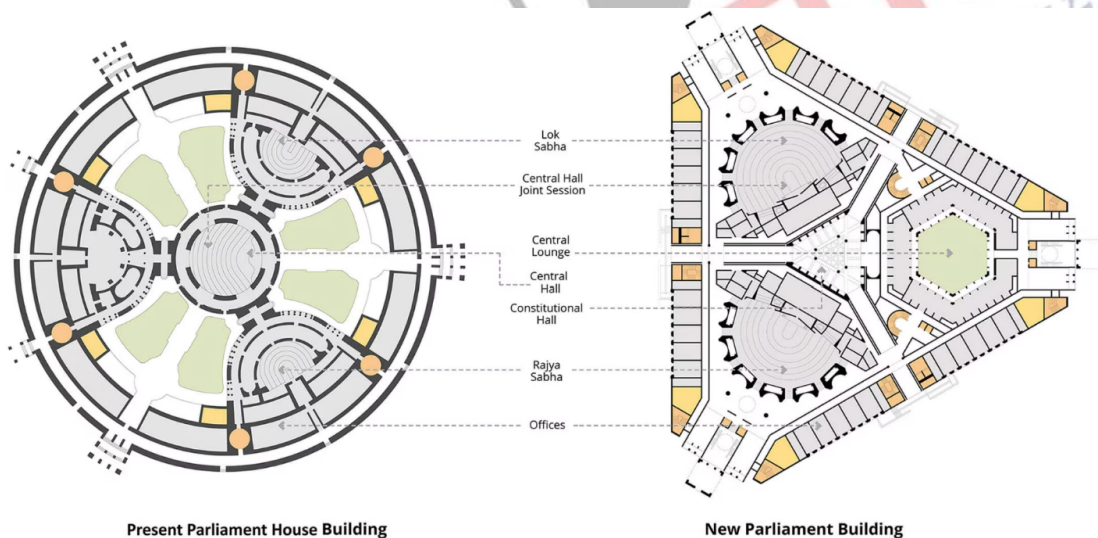 Lok
Sabha
Central Hall
Joint Session
Central
Lounge
Central
Hall
Constitutional
Hall
Rajya
Sabha
Offices
Present Parliament House Building
New Parliament Building